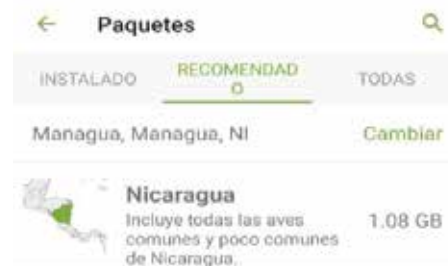 Paquetes
INSTALADO
RECOMENDAD
O
TODAS
Managua, Managua, NI
Cambiar
Nicaragua
Incluye todas las aves
comunes y poco comunes
de Nicaragua.
1.08 GB